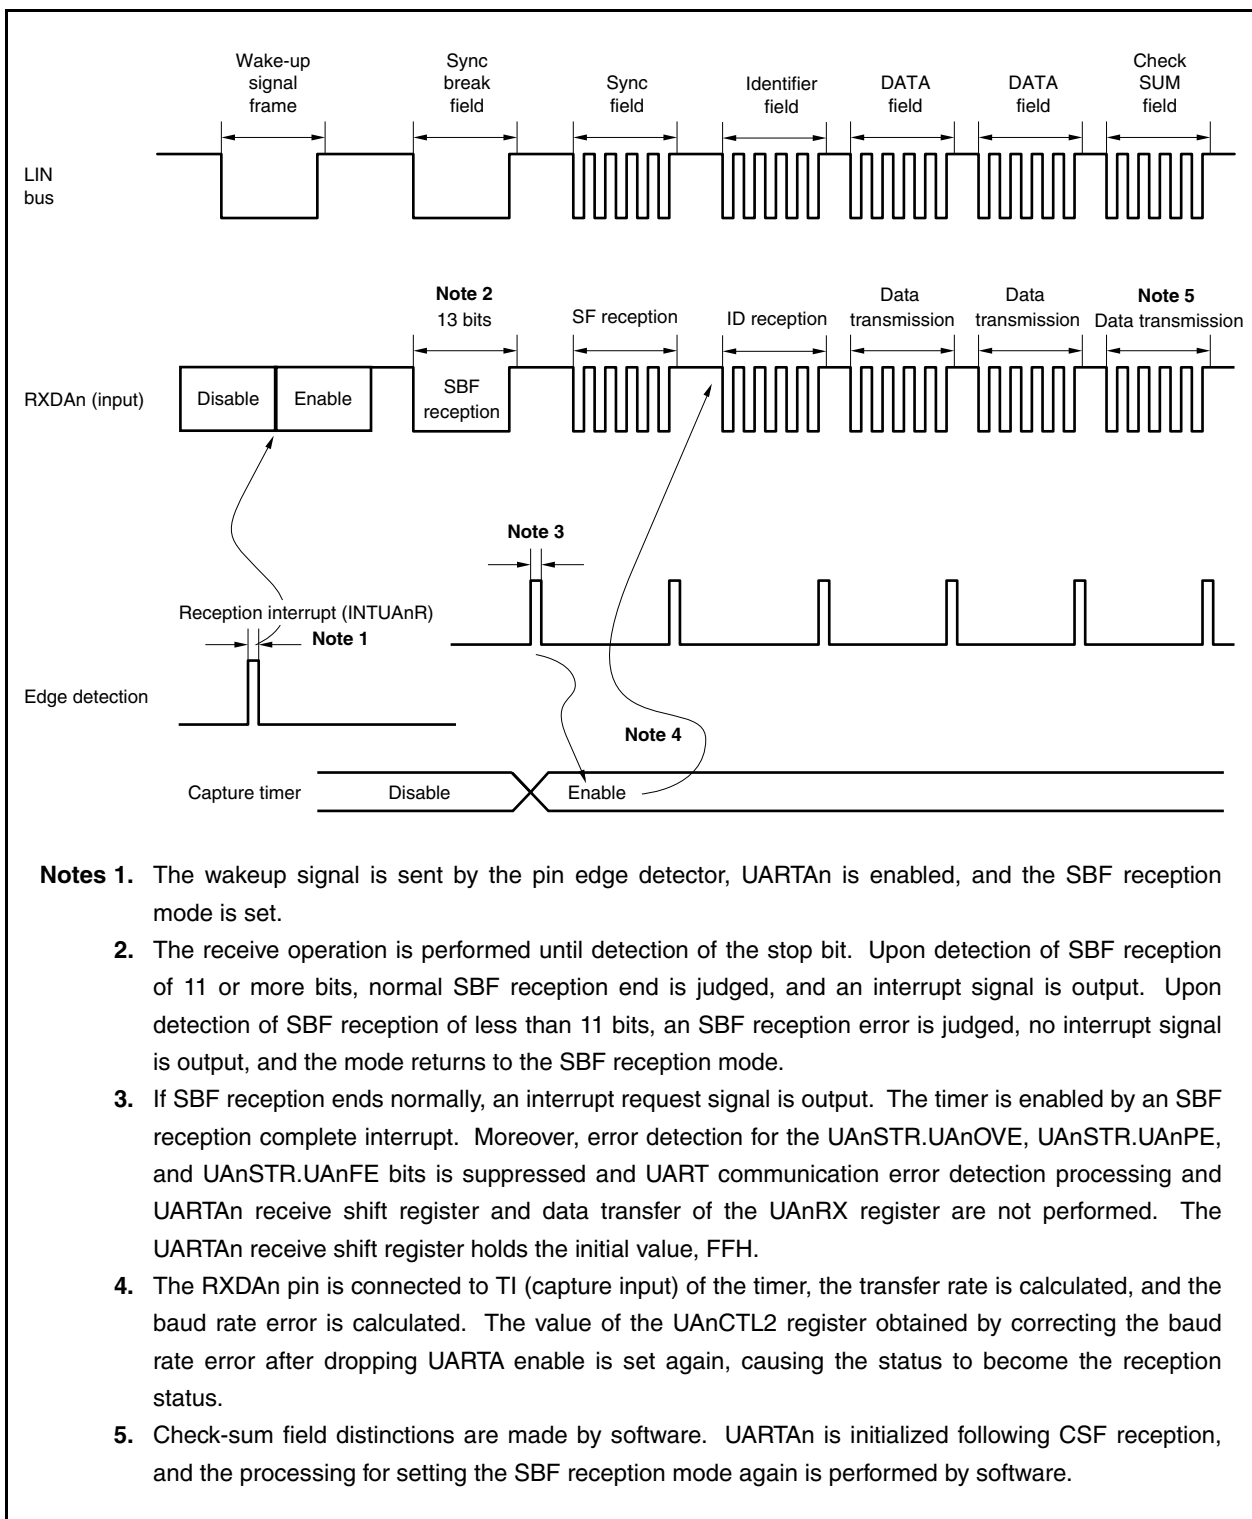 Wake-up
signal
frame
Sync
break
field
Sync
field
Identifier
field
DATA
field
DATA
field
Check
SUM
field
LIN
bus
Note 2
13 bits
SF reception
ID reception
Data
transmission
Data
transmission
Note 5
Data transmission
RXDAn (input)
Disable
Enable
SBF
reception
Note 3
Reception interrupt (INTUAnR)
Note 1
Edge detection
Note 4
Capture timer
Disable
Enable
Notes 1. The wakeup signal is sent by the pin edge detector, UARTAn is enabled, and the SBF reception
mode is set.
2. The receive operation is performed until detection of the stop bit. Upon detection of SBF reception
of 11 or more bits, normal SBF reception end is judged, and an interrupt signal is output. Upon
detection of SBF reception of less than 11 bits, an SBF reception error is judged, no interrupt signal
is output, and the mode returns to the SBF reception mode.
3. If SBF reception ends normally, an interrupt request signal is output. The timer is enabled by an SBF
reception complete interrupt. Moreover, error detection for the UAnSTR.UAnOVE, UAnSTR.UAnPE,
and UAnSTR.UAnFE bits is suppressed and UART communication error detection processing and
UARTAn receive shift register and data transfer of the UAnRX register are not performed. The
UARTAn receive shift register holds the initial value, FFH.
4. The RXDAn pin is connected to TI (capture input) of the timer, the transfer rate is calculated, and the
baud rate error is calculated. The value of the UAnCTL2 register obtained by correcting the baud
rate error after dropping UARTA enable is set again, causing the status to become the reception
status.
5. Check-sum field distinctions are made by software. UARTAn is initialized following CSF reception,
and the processing for setting the SBF reception mode again is performed by software.